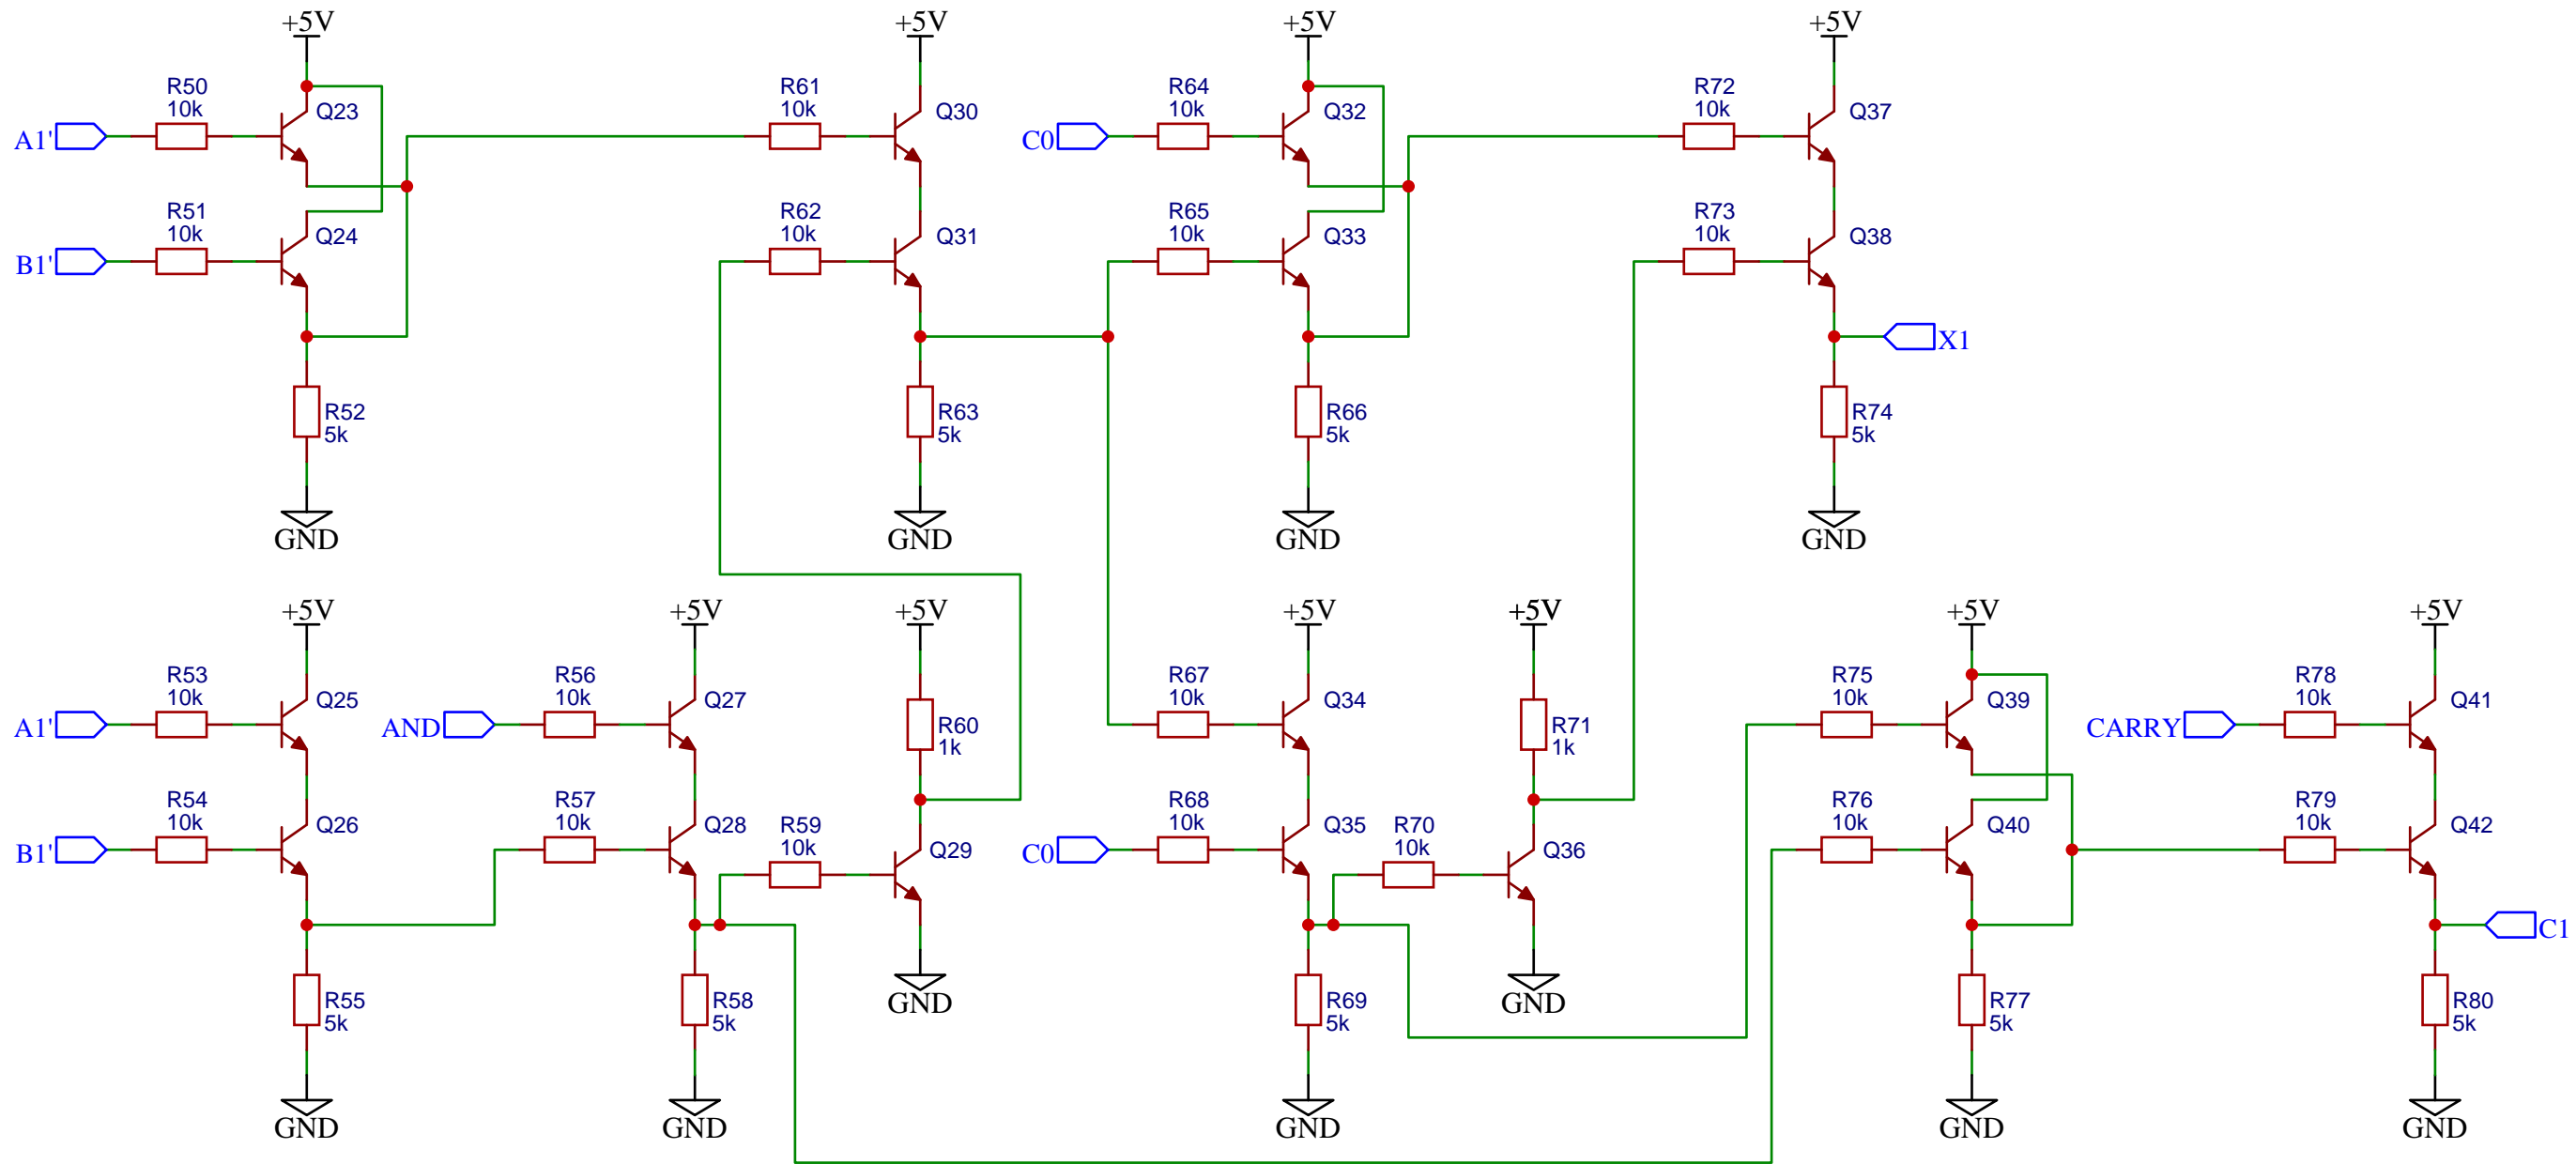 +5V
+5V
+5V
+5V
R50
10k
Q23
A1'
R61
10k
Q30
C0
R64
10k
Q32
R72
10k
Q37
R51
10k
Q24
B1'
R62
10k
Q31
R65
10k
Q33
R73
10k
Q38
X1
R52
5k
R63
5k
R66
5k
R74
5k
GND
GND
GND
GND
+5V
+5V
+5V
+5V
+5V
+5V
+5V
R53
10k
Q25
A1'
R56
10k
Q27
AND
R60
1k
R67
10k
Q34
R71
1k
R75
10k
Q39
CARRY
R78
10k
Q41
R54
10k
Q26
B1'
R57
10k
Q28
R59
10k
Q29
C0
R68
10k
Q35
R70
10k
Q36
R76
10k
Q40
R79
10k
Q42
C1
R55
5k
R58
5k
GND
R69
5k
GND
R77
5k
R80
5k
GND
GND
GND
GND
GND